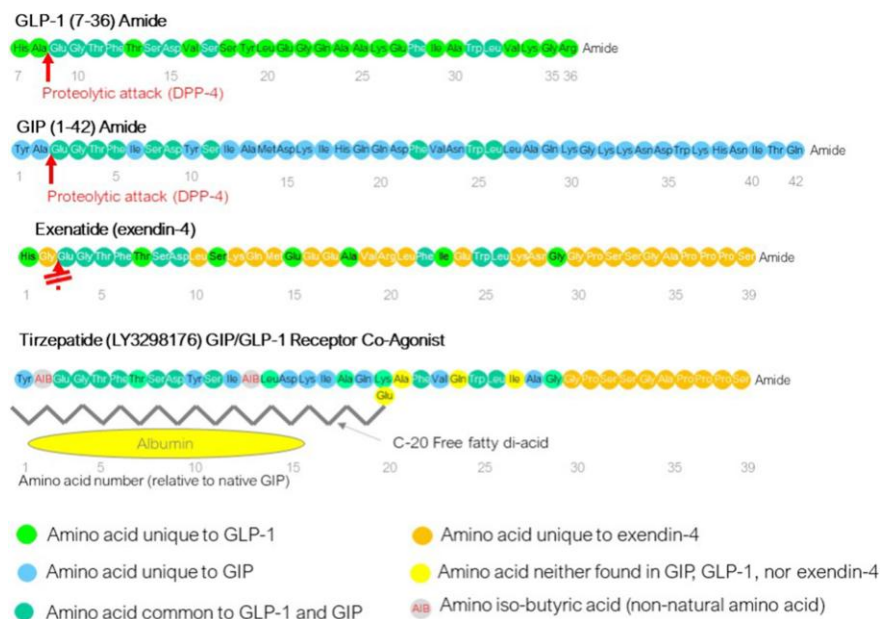 GLP-1 (7-36) Amide
His Ala Glu Gly Thr Phe Thr Ser Asp Val Ser Ser Tyr Leu Glu Gly Gln Ala Ala Lys Glu Phe Ile Ala Trp Leu Val Lys Gly Arg Amide
7 10 15 20 25 30 35 36
Proteolytic attack (DPP-4)
GIP (1-42) Amide
Tyr Ala Glu Gly Thr Phe Ile Ser Asp Tyr Ser Ile Ala Met Asp Lys Ile His Gln Gln Asp Phe Val Asn Trp Leu Leu Ala Gln Lys Gly Lys Lys Asn Asp Trp Lys His Asn Ile Thr Gln Amide
1 5 10 15 20 25 30 35 40 42
Proteolytic attack (DPP-4)
Exenatide (exendin-4)
His Gly Glu Gly Thr Phe Thr Ser Asp Leu Ser Lys Gln Met Glu Glu Glu Ala Val Arg Leu Phe Ile Glu Trp Leu Lys Asn Gly Gly Pro Ser Ser Gly Ala Pro Pro Pro Ser Amide
1 5 10 15 20 25 30 35 39
Tirzepatide (LY3298176) GIP/GLP-1 Receptor Co-Agonist
Tyr AIB Glu Gly Thr Phe Thr Ser Asp Tyr Ser Ile AIB Leu Asp Lys Ile Ala Gln Lys Ala Phe Val Gln Trp Leu Ile Ala Gly Gly Pro Ser Ser Gly Ala Pro Pro Pro Ser Amide
Glu
C-20 Free fatty di-acid
Albumin
1 5 10 15 20 25 30 35 39
Amino acid number (relative to native GIP)
Amino acid unique to GLP-1
Amino acid unique to GIP
Amino acid common to GLP-1 and GIP
Amino acid unique to exendin-4
Amino acid neither found in GIP, GLP-1, nor exendin-4
AIB Amino iso-butyric acid (non-natural amino acid)